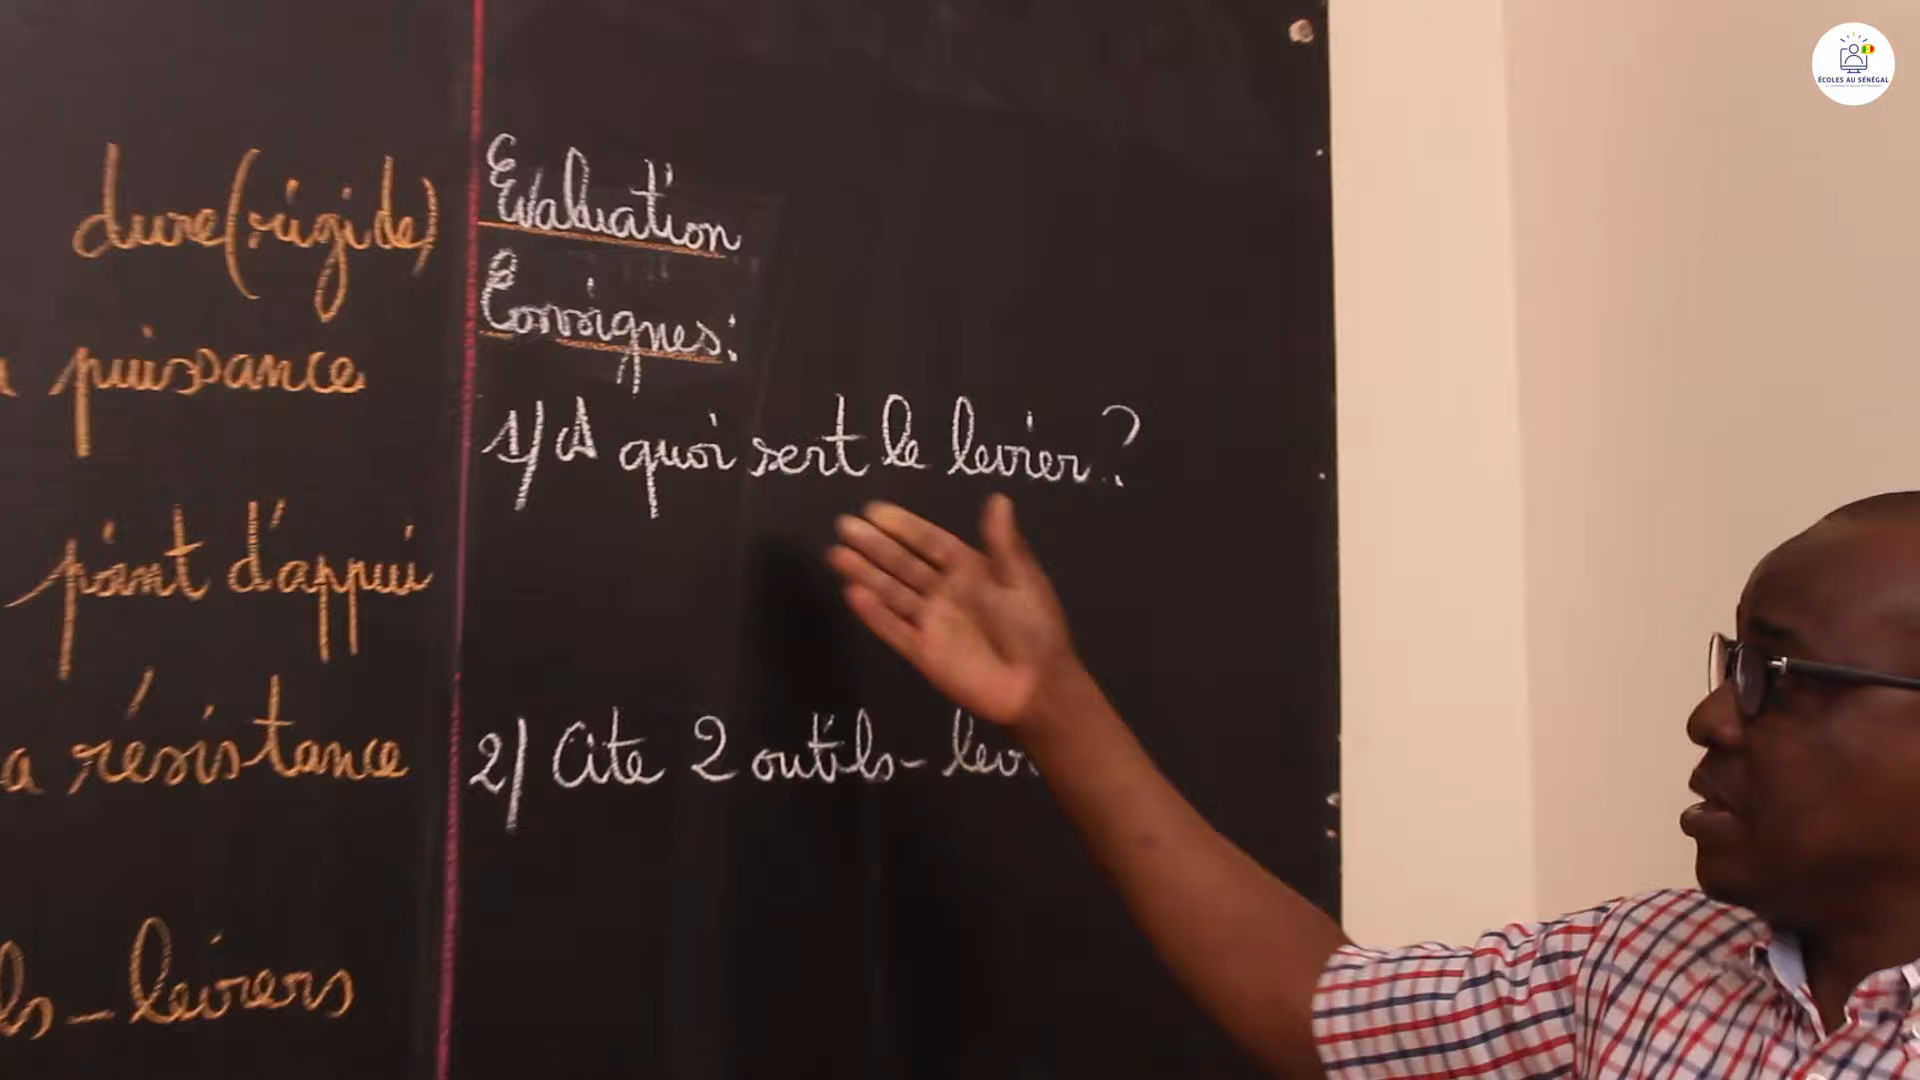 dure (rigide)
puissance
point d'appui
a résistance
ls-leviers
Evaluation
Consignes:
1/ A quoi sert le levier?
2/ Cite 2 outils-lev
ÉCOLES AU SÉNÉGAL